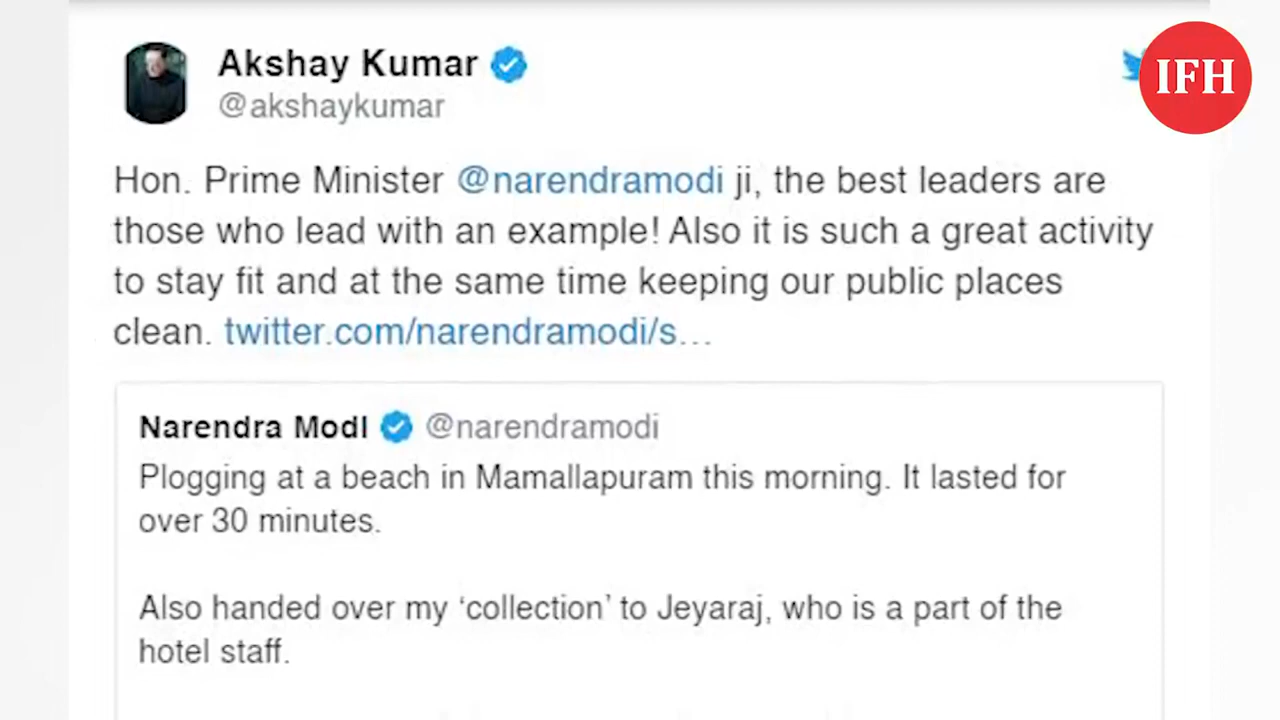 Akshay Kumar
@akshaykumar
IFH
Hon. Prime Minister @narendramodi ji, the best leaders are
those who lead with an example! Also it is such a great activity
to stay fit and at the same time keeping our public places
clean. twitter.com/narendramodi/s...
Narendra ModI @narendramodi
Plogging at a beach in Mamallapuram this morning. It lasted for
over 30 minutes.
Also handed over my ‘collection’ to Jeyaraj, who is a part of the
hotel staff.